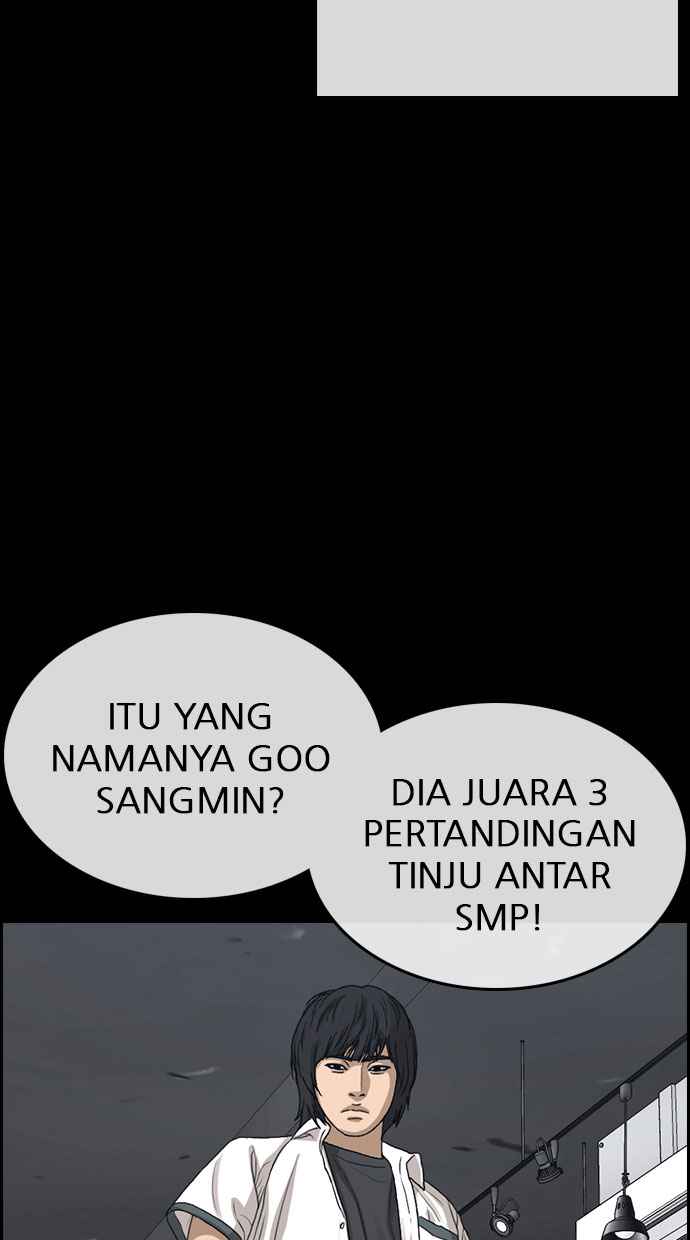 ITU YANG
NAMANYA GOO
SANGMIN?
DIA JUARA 3
PERTANDINGAN
TINJU ANTAR
SMP!